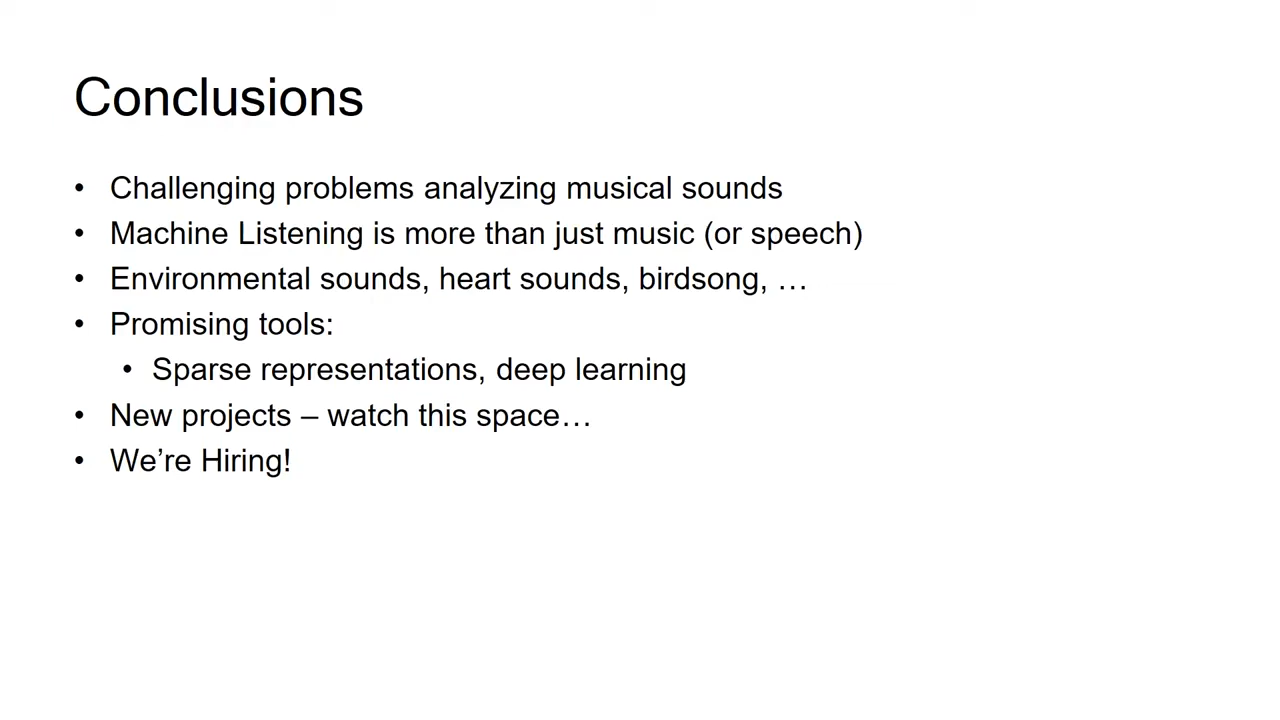 Conclusions
• Challenging problems analyzing musical sounds
• Machine Listening is more than just music (or speech)
• Environmental sounds, heart sounds, birdsong, …
• Promising tools:
• Sparse representations, deep learning
• New projects – watch this space…
• We’re Hiring!